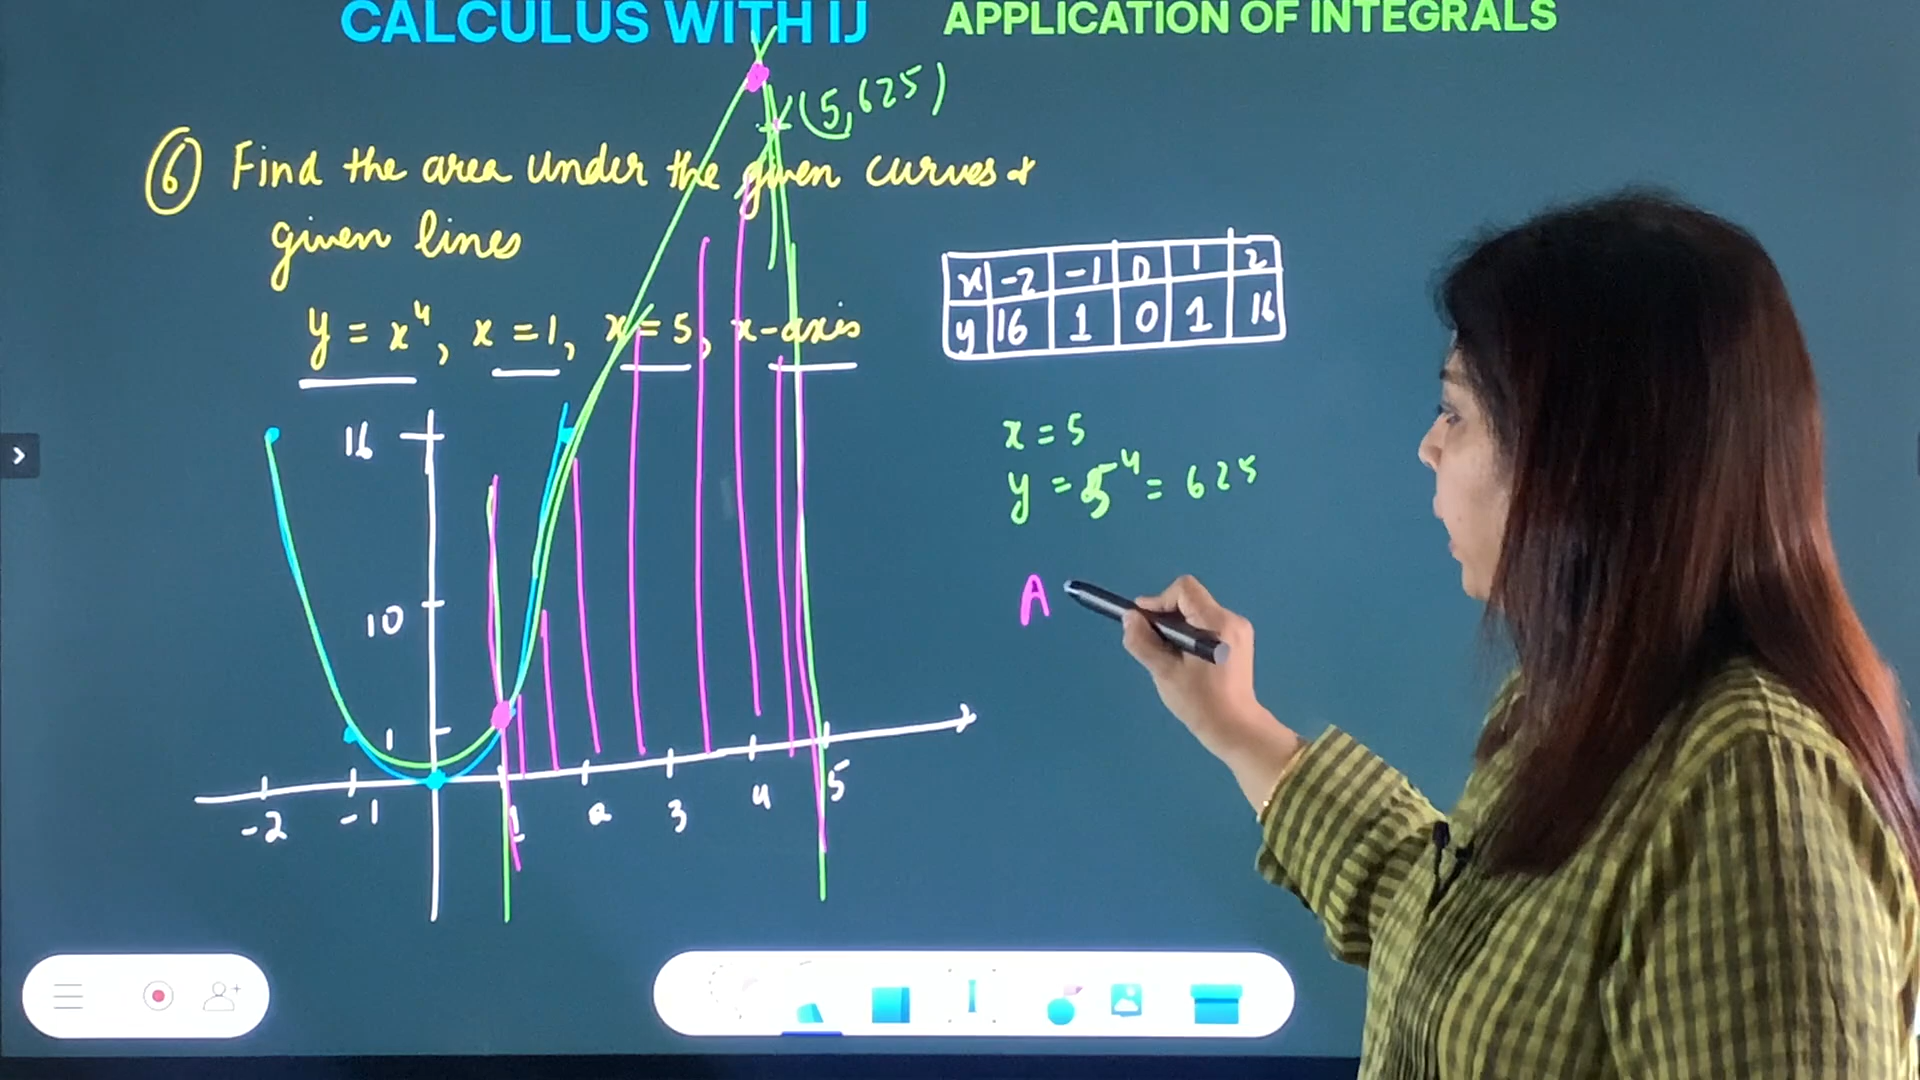 CALCULUS WITH IJ APPLICATION OF INTEGRALS
(5,625)
⑥ Find the area under the given curves &
given lines
y = x⁴, x = 1, x = 5, x-axis
x -2 -1 0 1 2
y 16 1 0 1 16
x = 5
y = 5⁴ = 625
A
16
10
1
-2 -1 1 2 3 4 5